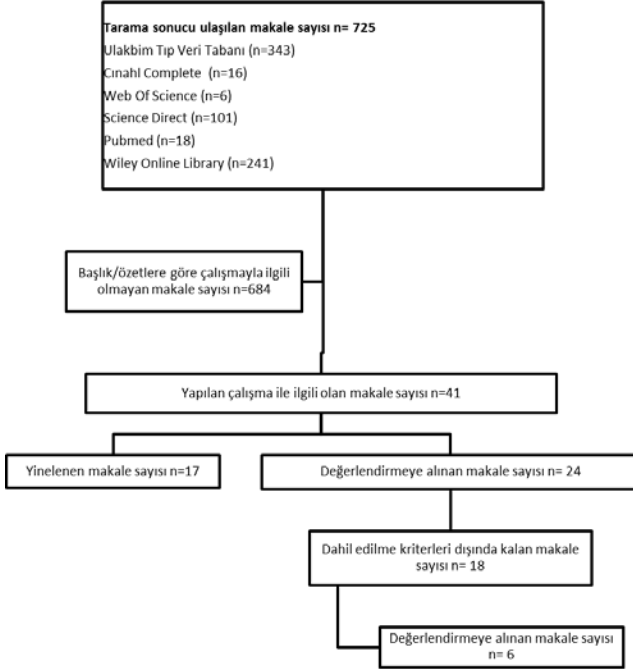 Tarama sonucu ulaşılan makale sayısı n= 725
Ulakbim Tıp Veri Tabanı (n=343)
Cınahl Complete (n=16)
Web Of Science (n=6)
Science Direct (n=101)
Pubmed (n=18)
Wiley Online Library (n=241)
Başlık/özetlere göre çalışmayla ilgili
olmayan makale sayısı n=684
Yapılan çalışma ile ilgili olan makale sayısı n=41
Yinelenen makale sayısı n=17
Değerlendirmeye alınan makale sayısı n= 24
Dahil edilme kriterleri dışında kalan makale
sayısı n= 18
Değerlendirmeye alınan makale sayısı
n= 6